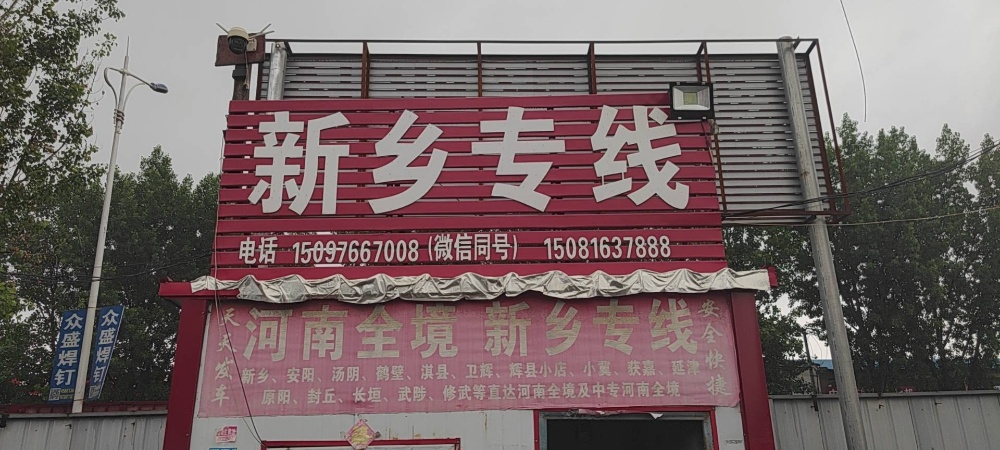 新乡专线
电话 15097667008(微信同号) 15081637888
河南全境 新乡专线
天天发车
安全快捷
新乡、安阳、汤阴、鹤壁、淇县、卫辉、辉县小店、小冀、获嘉、延津
原阳、封丘、长垣、武陟、修武等直达河南全境及中专河南全境
众盛焊钉
众盛焊钉